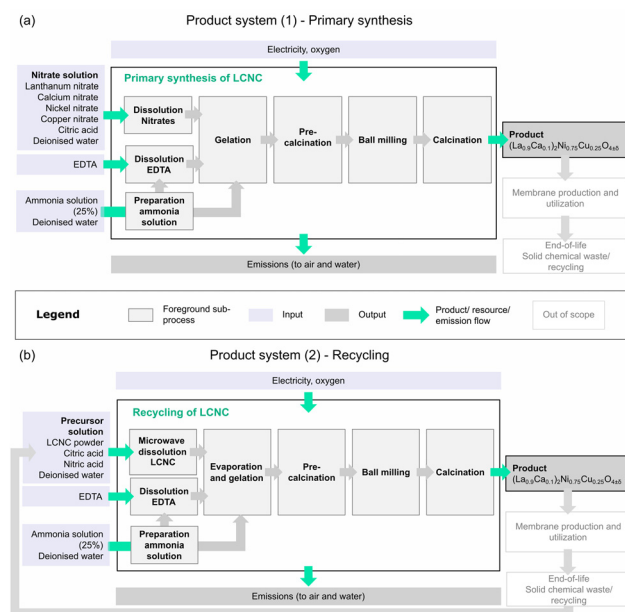 (a)
Product system (1) - Primary synthesis
Electricity, oxygen
Nitrate solution
Lanthanum nitrate
Calcium nitrate
Nickel nitrate
Copper nitrate
Citric acid
Deionised water
EDTA
Ammonia solution
(25%)
Deionised water
Primary synthesis of LCNC
Dissolution
Nitrates
Dissolution
EDTA
Preparation
ammonia
solution
Gelation
Pre-
calcination
Ball milling
Calcination
Product
(La₀.₉Ca₀.₁)₂Ni₀.₇₅Cu₀.₂₅O₄±δ
Membrane production and
utilization
End-of-life
Solid chemical waste/
recycling
Emissions (to air and water)
Legend
Foreground sub-
process
Input
Output
Product/ resource/
emission flow
Out of scope
(b)
Product system (2) - Recycling
Electricity, oxygen
Precursor
solution
LCNC powder
Citric acid
Nitric acid
Deionised water
EDTA
Ammonia solution
(25%)
Deionised water
Recycling of LCNC
Microwave
dissolution
LCNC
Dissolution
EDTA
Preparation
ammonia
solution
Evaporation
and gelation
Pre-
calcination
Ball milling
Calcination
Product
(La₀.₉Ca₀.₁)₂Ni₀.₇₅Cu₀.₂₅O₄±δ
Membrane production and
utilization
End-of-life
Solid chemical waste/
recycling
Emissions (to air and water)